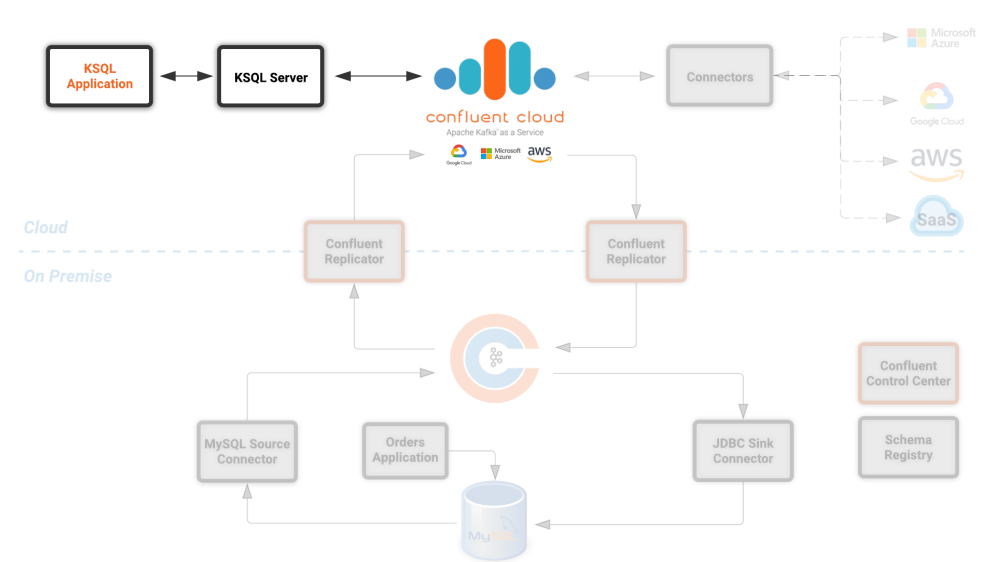 KSQL
Application
KSQL Server
confluent cloud
Apache Kafka® as a Service
Google Cloud
Microsoft
Azure
aws
Connectors
Microsoft
Azure
Google Cloud
aws
SaaS
Cloud
On Premise
Confluent
Replicator
Confluent
Replicator
Confluent
Control Center
MySQL Source
Connector
Orders
Application
JDBC Sink
Connector
Schema
Registry
MySQL